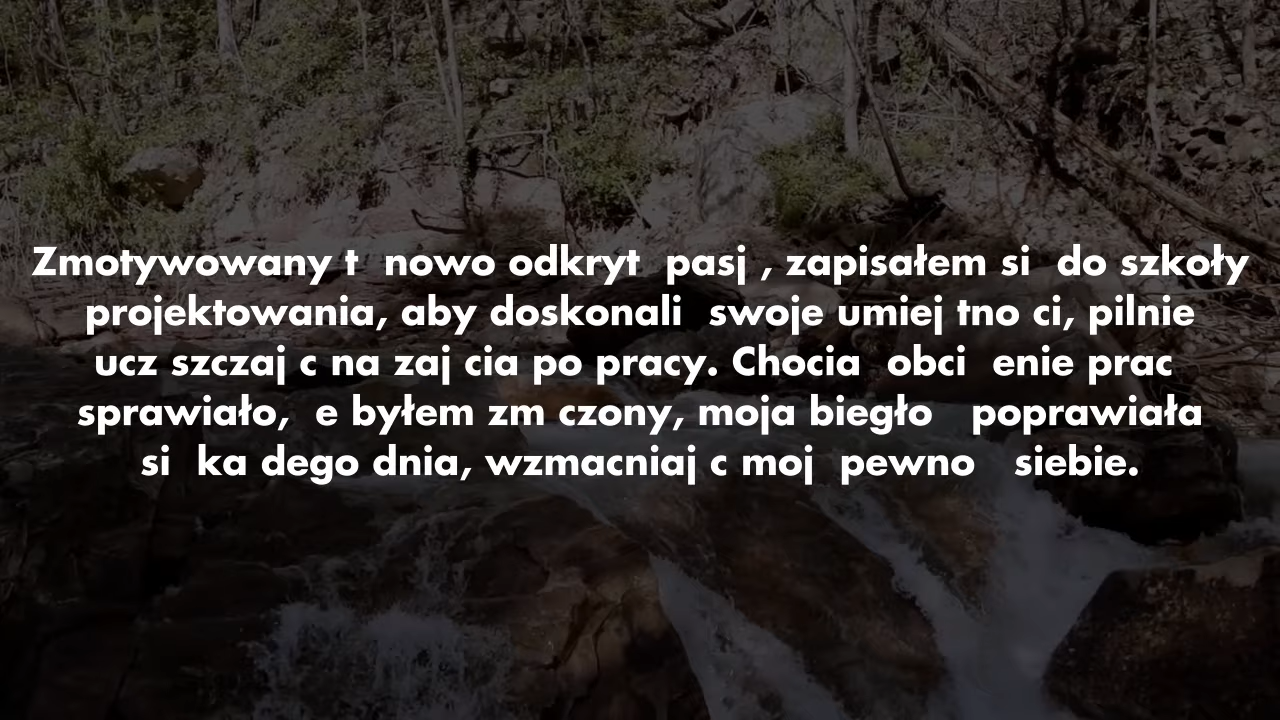 Zmotywowany t  nowo odkryt  pasj , zapisałem si  do szkoły
projektowania, aby doskonali  swoje umiej tno ci, pilnie
ucz szczaj c na zaj cia po pracy. Chocia  obci  enie prac
sprawiało,  e byłem zm czony, moja biegło   poprawiała
si  ka dego dnia, wzmacniaj c moj  pewno   siebie.